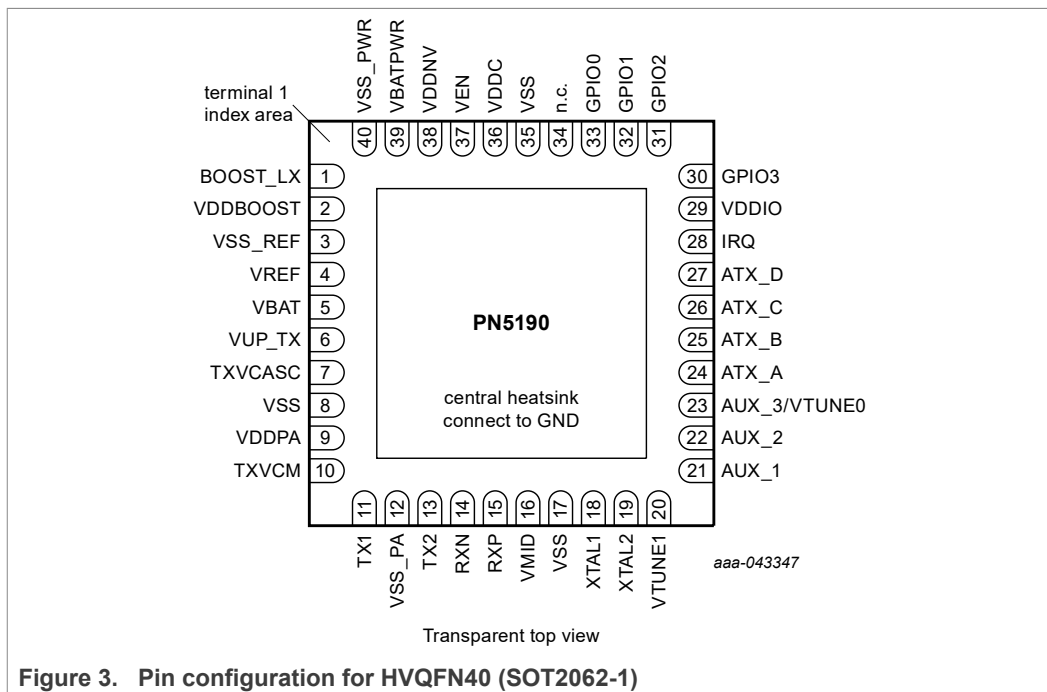 terminal 1
index area
VSS_PWR
VBATPWR
VDDNV
VEN
VDDC
VSS
n.c.
GPIO0
GPIO1
GPIO2
40
39
38
37
36
35
34
33
32
31
BOOST_LX 1
VDDBOOST 2
VSS_REF 3
VREF 4
VBAT 5
VUP_TX 6
TXVCASC 7
VSS 8
VDDPA 9
TXVCM 10
PN5190
central heatsink
connect to GND
30 GPIO3
29 VDDIO
28 IRQ
27 ATX_D
26 ATX_C
25 ATX_B
24 ATX_A
23 AUX_3/VTUNE0
22 AUX_2
21 AUX_1
11
12
13
14
15
16
17
18
19
20
TX1
VSS_PA
TX2
RXN
RXP
VMID
VSS
XTAL1
XTAL2
VTUNE1
aaa-043347
Transparent top view
Figure 3. Pin configuration for HVQFN40 (SOT2062-1)